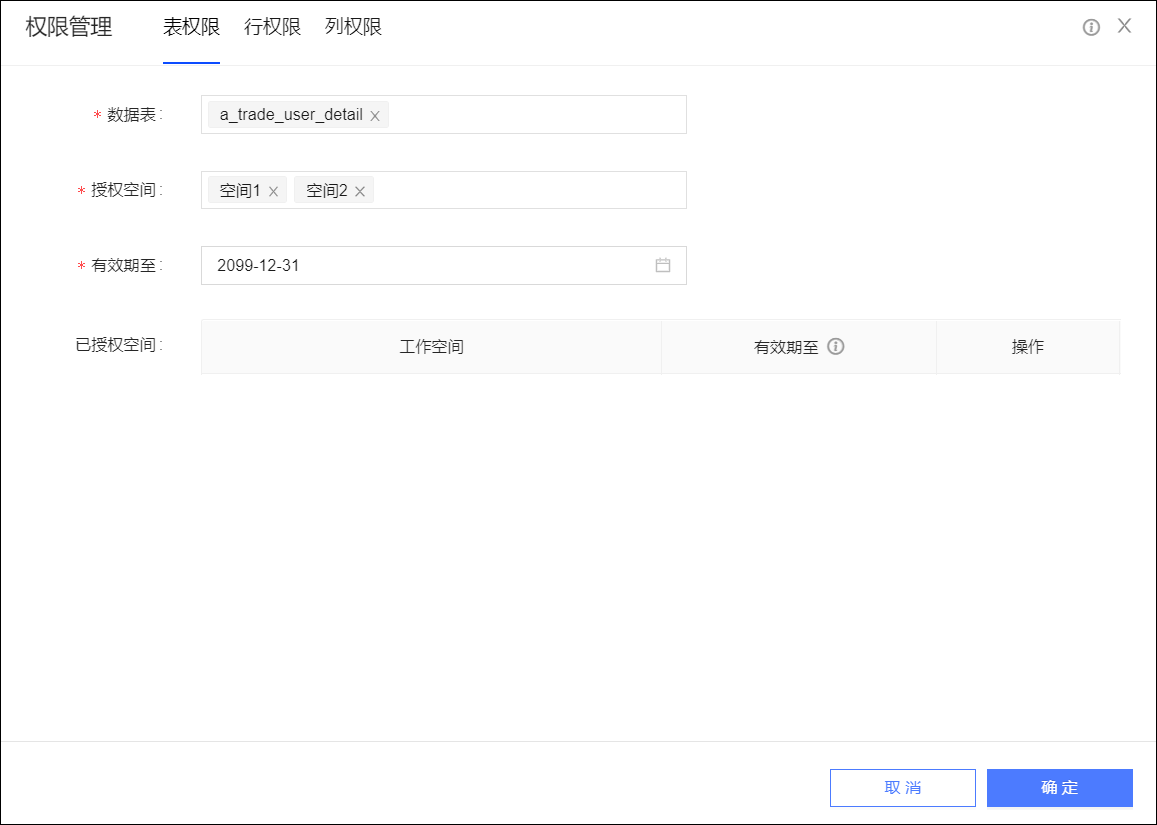 权限管理 表权限 行权限 列权限
* 数据表: a_trade_user_detail ×
* 授权空间: 空间1 × 空间2 ×
* 有效期至: 2099-12-31
已授权空间: 工作空间 有效期至 操作
取 消 确 定